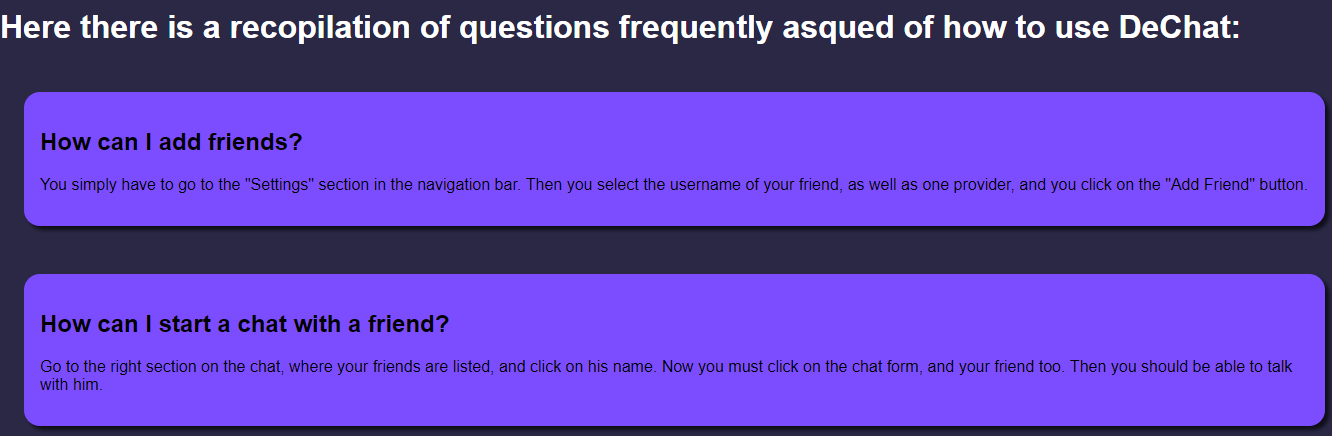 Here there is a recopilation of questions frequently asqued of how to use DeChat:
How can I add friends?
You simply have to go to the "Settings" section in the navigation bar. Then you select the username of your friend, as well as one provider, and you click on the "Add Friend" button.
How can I start a chat with a friend?
Go to the right section on the chat, where your friends are listed, and click on his name. Now you must click on the chat form, and your friend too. Then you should be able to talk
with him.